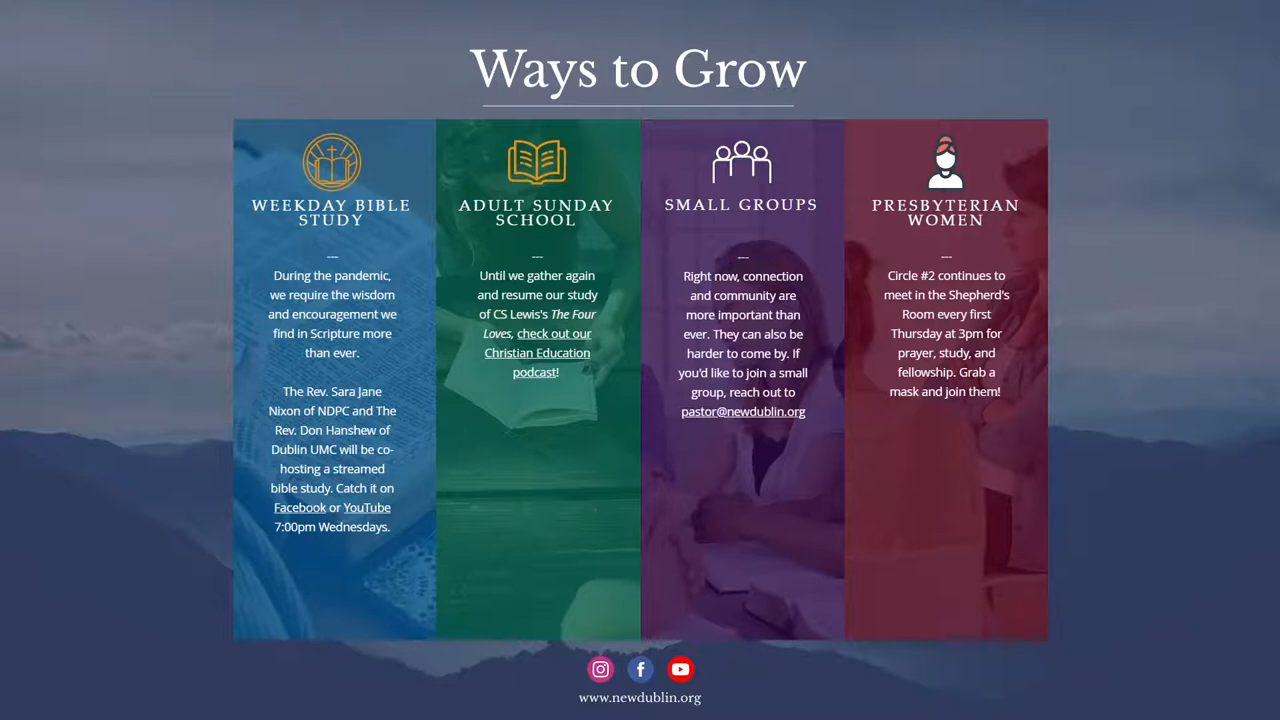 Ways to Grow
WEEKDAY BIBLE
STUDY
---
During the pandemic,
we require the wisdom
and encouragement we
find in Scripture more
than ever.
The Rev. Sara Jane
Nixon of NDPC and The
Rev. Don Hanshew of
Dublin UMC will be co-
hosting a streamed
bible study. Catch it on
Facebook or YouTube
7:00pm Wednesdays.
ADULT SUNDAY
SCHOOL
---
Until we gather again
and resume our study
of CS Lewis's The Four
Loves, check out our
Christian Education
podcast!
SMALL GROUPS
---
Right now, connection
and community are
more important than
ever. They can also be
harder to come by. If
you'd like to join a small
group, reach out to
pastor@newdublin.org
PRESBYTERIAN
WOMEN
---
Circle #2 continues to
meet in the Shepherd's
Room every first
Thursday at 3pm for
prayer, study, and
fellowship. Grab a
mask and join them!
www.newdublin.org